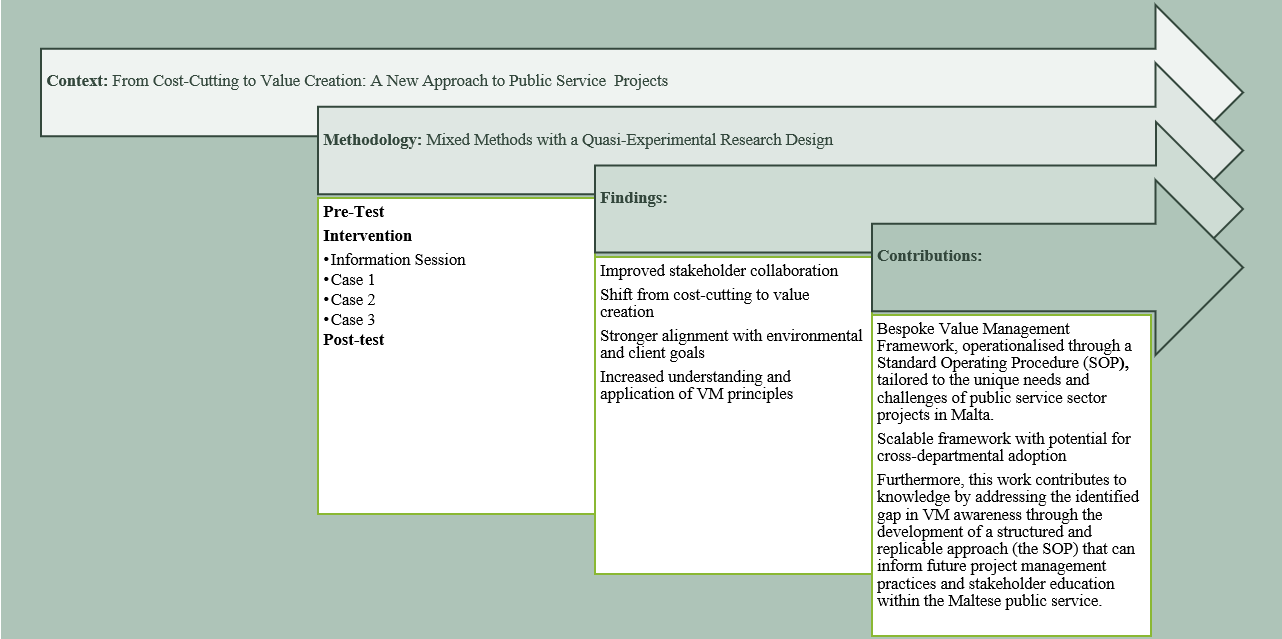 Context: From Cost-Cutting to Value Creation: A New Approach to Public Service  Projects
Methodology: Mixed Methods with a Quasi-Experimental Research Design
Pre-Test
Intervention
•Information Session
•Case 1
•Case 2
•Case 3
Post-test
Findings:
Improved stakeholder collaboration
Shift from cost-cutting to value
creation
Stronger alignment with environmental
and client goals
Increased understanding and
application of VM principles
Contributions:
Bespoke Value Management
Framework, operationalised through a
Standard Operating Procedure (SOP),
tailored to the unique needs and
challenges of public service sector
projects in Malta.
Scalable framework with potential for
cross-departmental adoption
Furthermore, this work contributes to
knowledge by addressing the identified
gap in VM awareness through the
development of a structured and
replicable approach (the SOP) that can
inform future project management
practices and stakeholder education
within the Maltese public service.